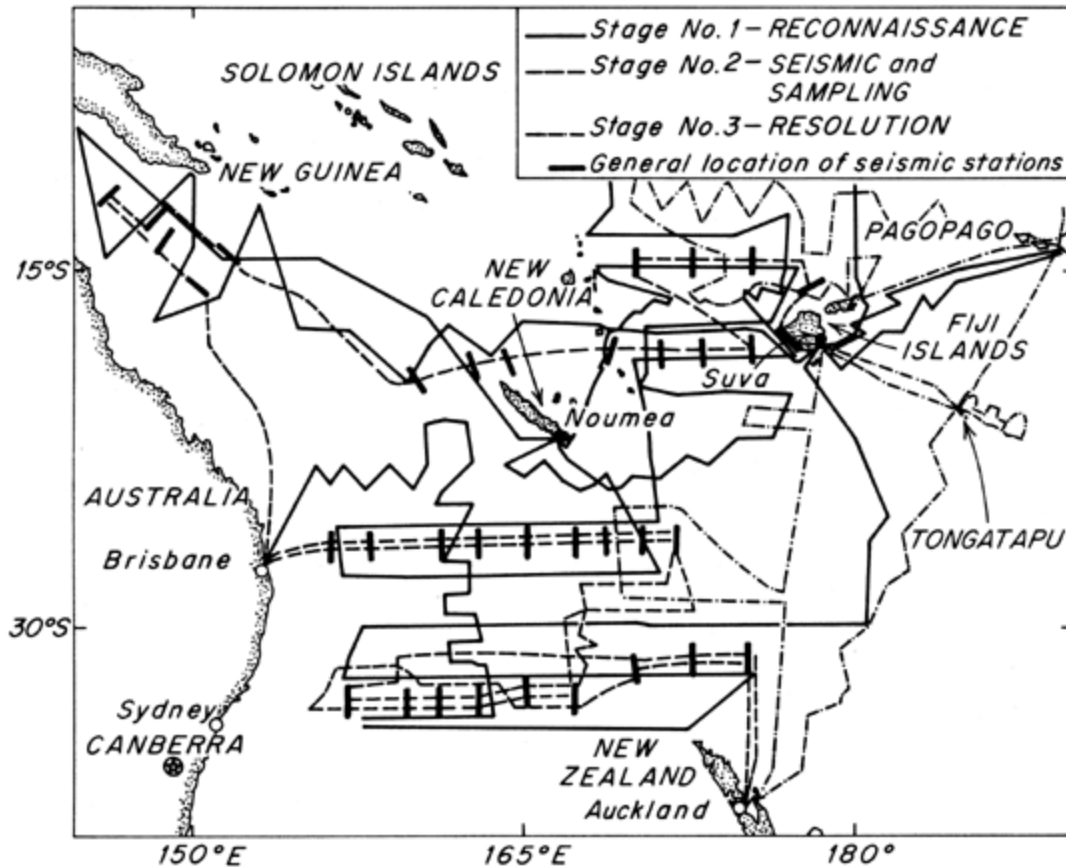 Stage No.1-RECONNAISSANCE
Stage No.2-SEISMIC and
SAMPLING
Stage No.3-RESOLUTION
General location of seismic stations
SOLOMON ISLANDS
NEW GUINEA
PAGOPAGO
15°S
NEW
CALEDONIA
FIJI
ISLANDS
Suva
Noumea
AUSTRALIA
TONGATAPU
Brisbane
30°S
Sydney
CANBERRA
NEW
ZEALAND
Auckland
150°E
165°E
180°